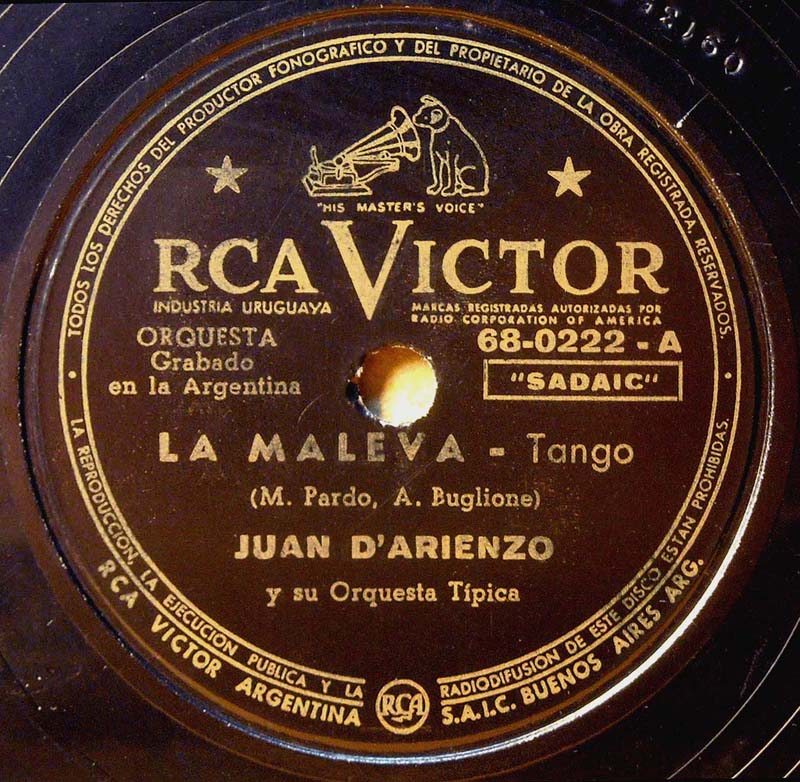 TODOS LOS DERECHOS DEL PRODUCTOR FONOGRAFICO Y DEL PROPIETARIO DE LA OBRA REGISTRADA, RESERVADOS.
"HIS MASTER'S VOICE"
RCA VICTOR
INDUSTRIA URUGUAYA
MARCAS REGISTRADAS AUTORIZADAS POR
RADIO CORPORATION OF AMERICA
ORQUESTA
Grabado
en la Argentina
68-0222 - A
"SADAIC"
LA MALEVA - Tango
(M. Pardo, A. Buglione)
JUAN D'ARIENZO
y su Orquesta Típica
LA REPRODUCCION, LA EJECUCION PUBLICA Y LA RADIODIFUSION DE ESTE DISCO ESTAN PROHIBIDAS.
RCA VICTOR ARGENTINA S.A.I.C. BUENOS AIRES ARG.
RCA